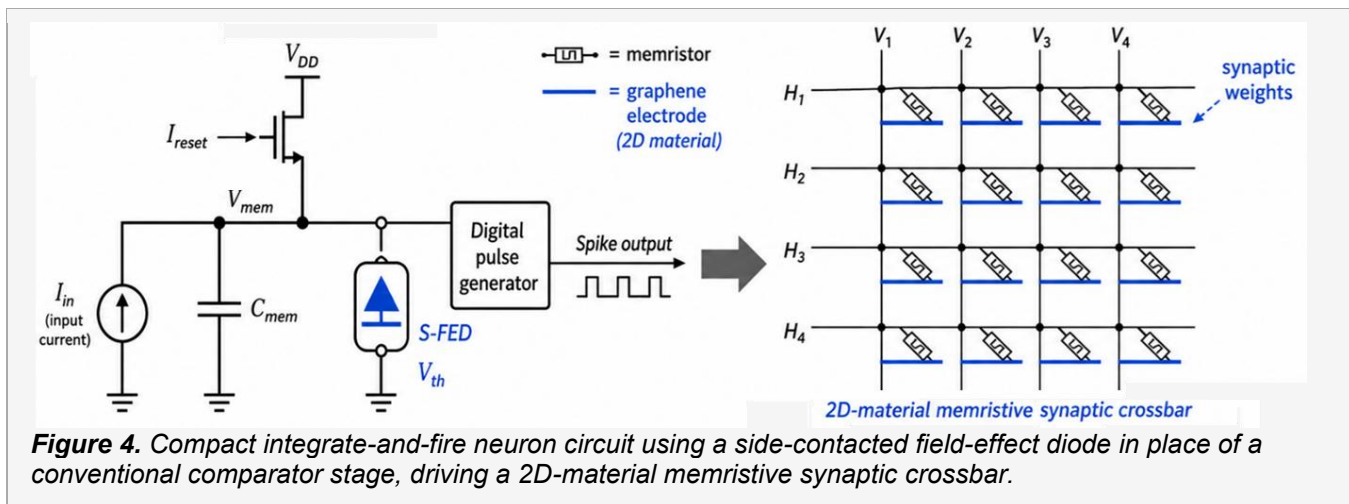 V_DD
I_reset
V_mem
I_in
(input
current)
C_mem
S-FED
V_th
Digital
pulse
generator
Spike output
= memristor
= graphene
electrode
(2D material)
V_1 V_2 V_3 V_4
H_1
H_2
H_3
H_4
synaptic
weights
2D-material memristive synaptic crossbar
Figure 4. Compact integrate-and-fire neuron circuit using a side-contacted field-effect diode in place of a
conventional comparator stage, driving a 2D-material memristive synaptic crossbar.